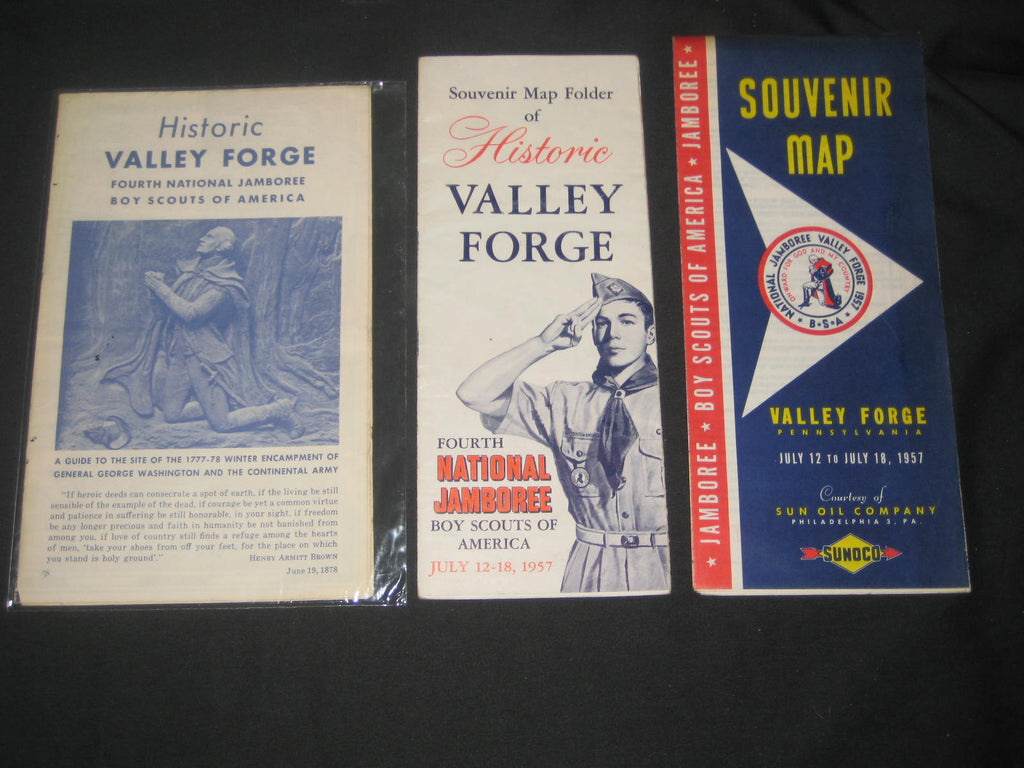 Historic
VALLEY FORGE
FOURTH NATIONAL JAMBOREE
BOY SCOUTS OF AMERICA
A GUIDE TO THE SITE OF THE 1777-78 WINTER ENCAMPMENT OF
GENERAL GEORGE WASHINGTON AND THE CONTINENTAL ARMY
"If heroic deeds can consecrate a spot of earth, if the living be still
sensible of the example of the dead, if courage be yet a common virtue
and patience in suffering be still honorable, in your sight, if freedom
be any longer precious and faith in humanity be not banished from
among you, if love of country still finds a refuge among the hearts
of men, 'take your shoes from off your feet, for the place on which
you stand is holy ground'."
HENRY ARMITT BROWN
June 19, 1878
Souvenir Map Folder
of
Historic
VALLEY
FORGE
FOURTH
NATIONAL
JAMBOREE
BOY SCOUTS OF
AMERICA
JULY 12-18, 1957
★ JAMBOREE ★ BOY SCOUTS OF AMERICA ★ JAMBOREE ★
SOUVENIR
MAP
NATIONAL JAMBOREE VALLEY FORGE 1957
ONWARD FOR GOD AND MY COUNTRY
★ B·S·A ★
VALLEY FORGE
PENNSYLVANIA
JULY 12 TO JULY 18, 1957
Courtesy of
SUN OIL COMPANY
PHILADELPHIA 3, PA.
SUNOCO